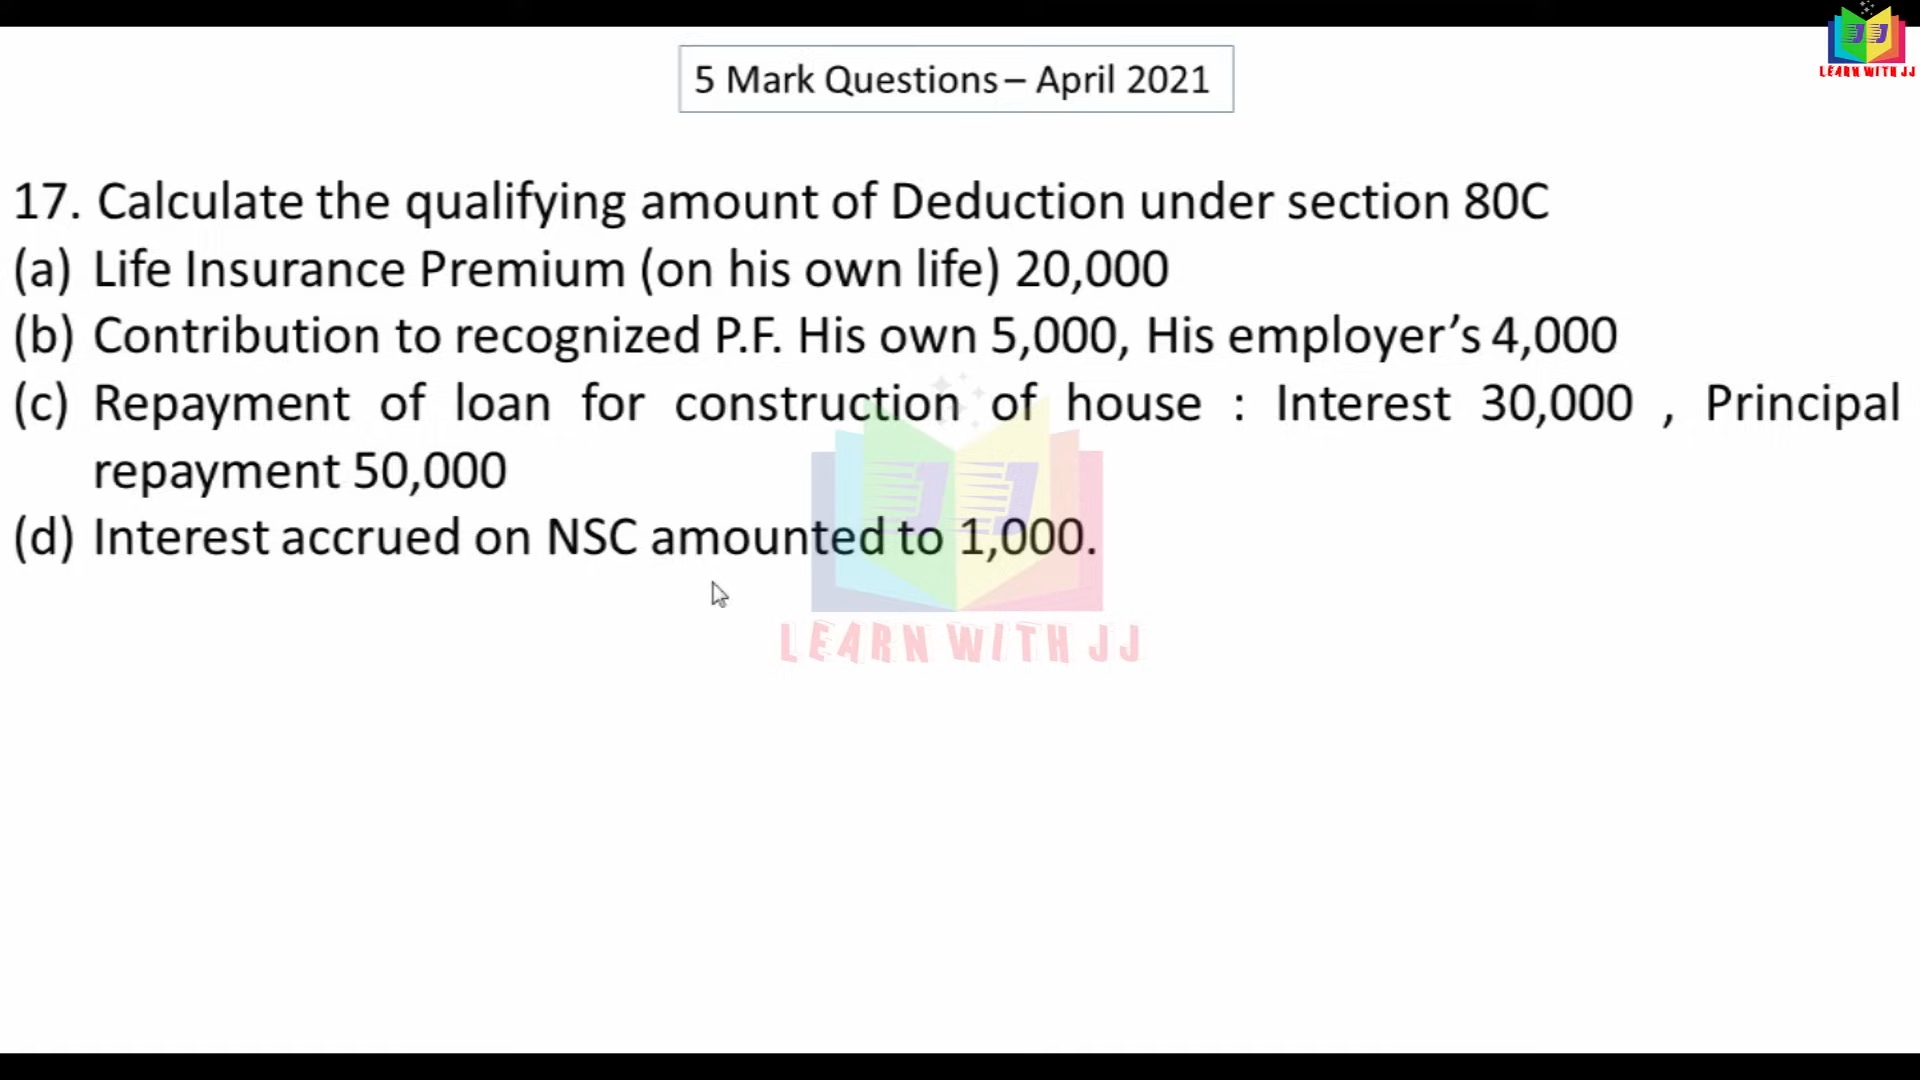 LEARN WITH JJ
5 Mark Questions – April 2021
17. Calculate the qualifying amount of Deduction under section 80C
(a) Life Insurance Premium (on his own life) 20,000
(b) Contribution to recognized P.F. His own 5,000, His employer’s 4,000
(c) Repayment of loan for construction of house : Interest 30,000 , Principal
repayment 50,000
(d) Interest accrued on NSC amounted to 1,000.
JJ
LEARN WITH JJ